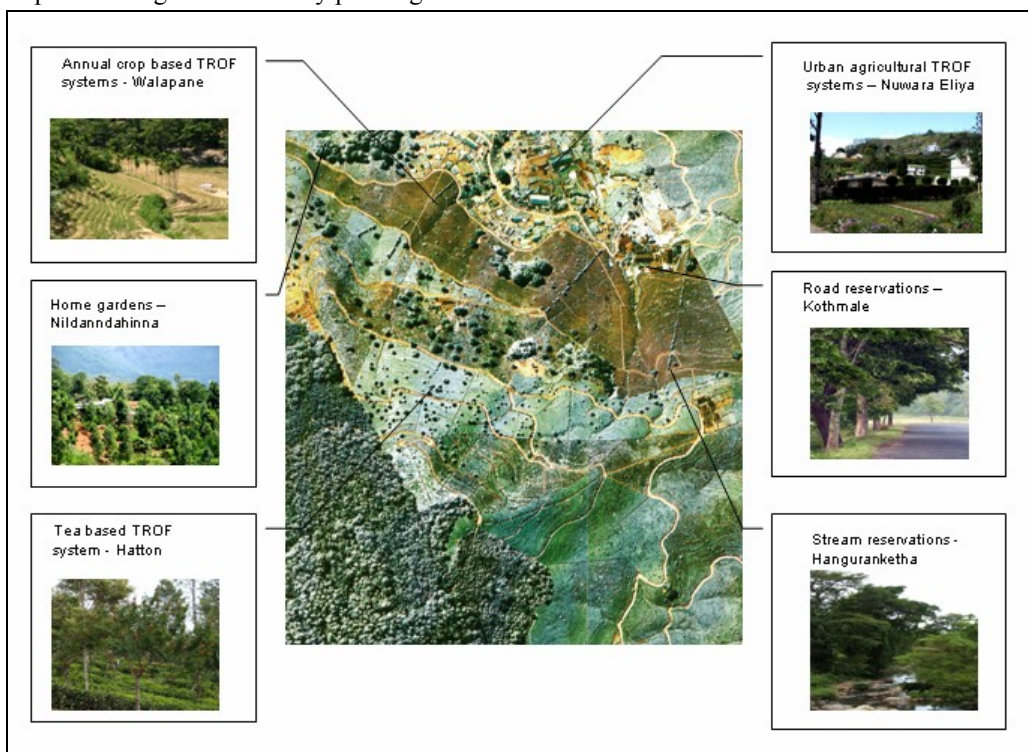 Annual crop based TROF
systems - Walapane
Urban agricultural TROF
systems – Nuwara Eliya
Home gardens –
Nildanndahinna
Road reservations –
Kothmale
Tea based TROF
system - Hatton
Stream reservations -
Hanguranketha